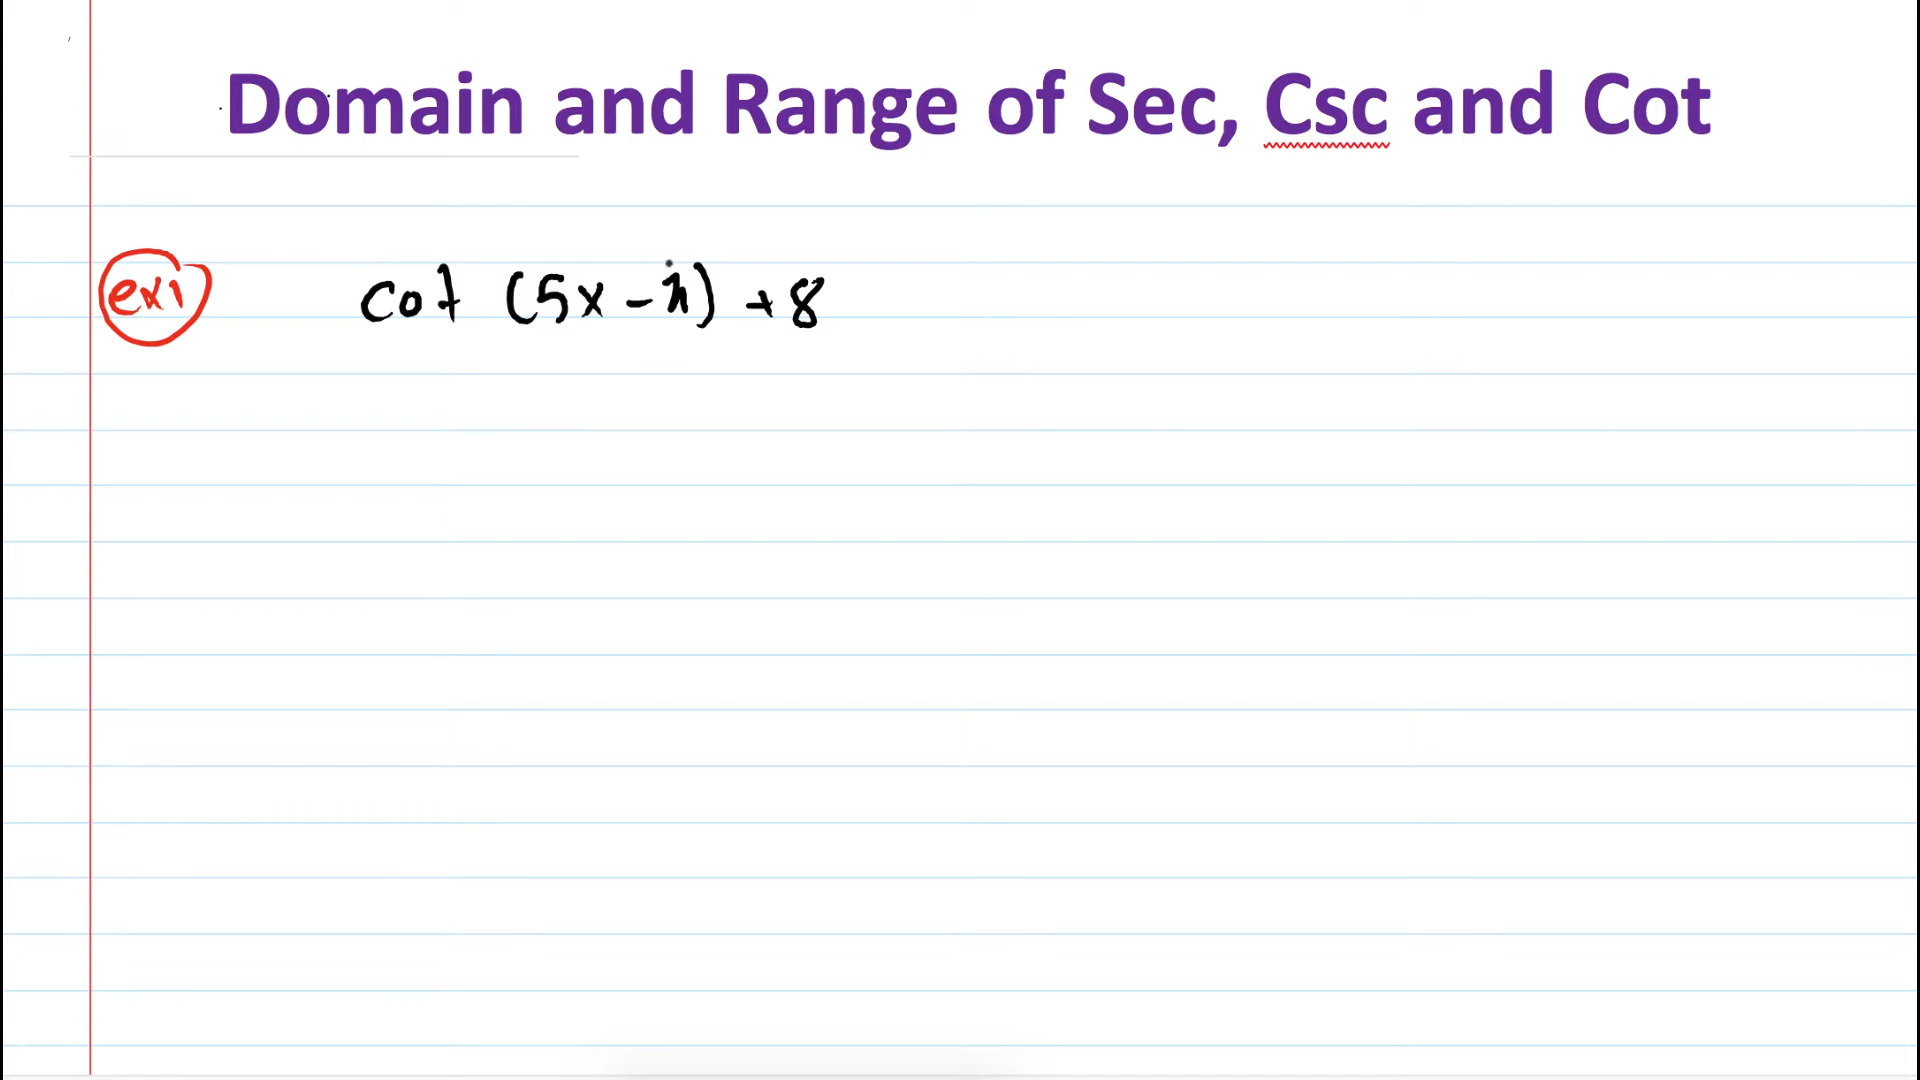 Domain and Range of Sec, Csc and Cot
ex1 cot (5x - π) + 8